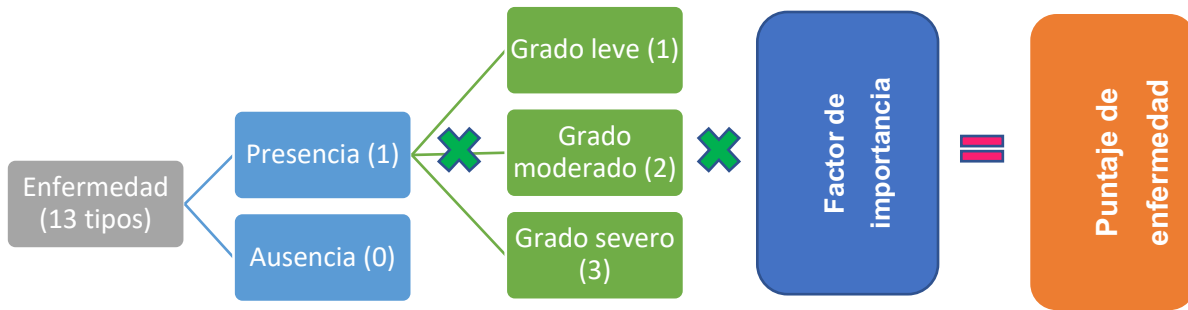 Enfermedad
(13 tipos)
Presencia (1)
Ausencia (0)
Grado leve (1)
Grado
moderado (2)
Grado severo
(3)
Factor de
importancia
Puntaje de
enfermedad